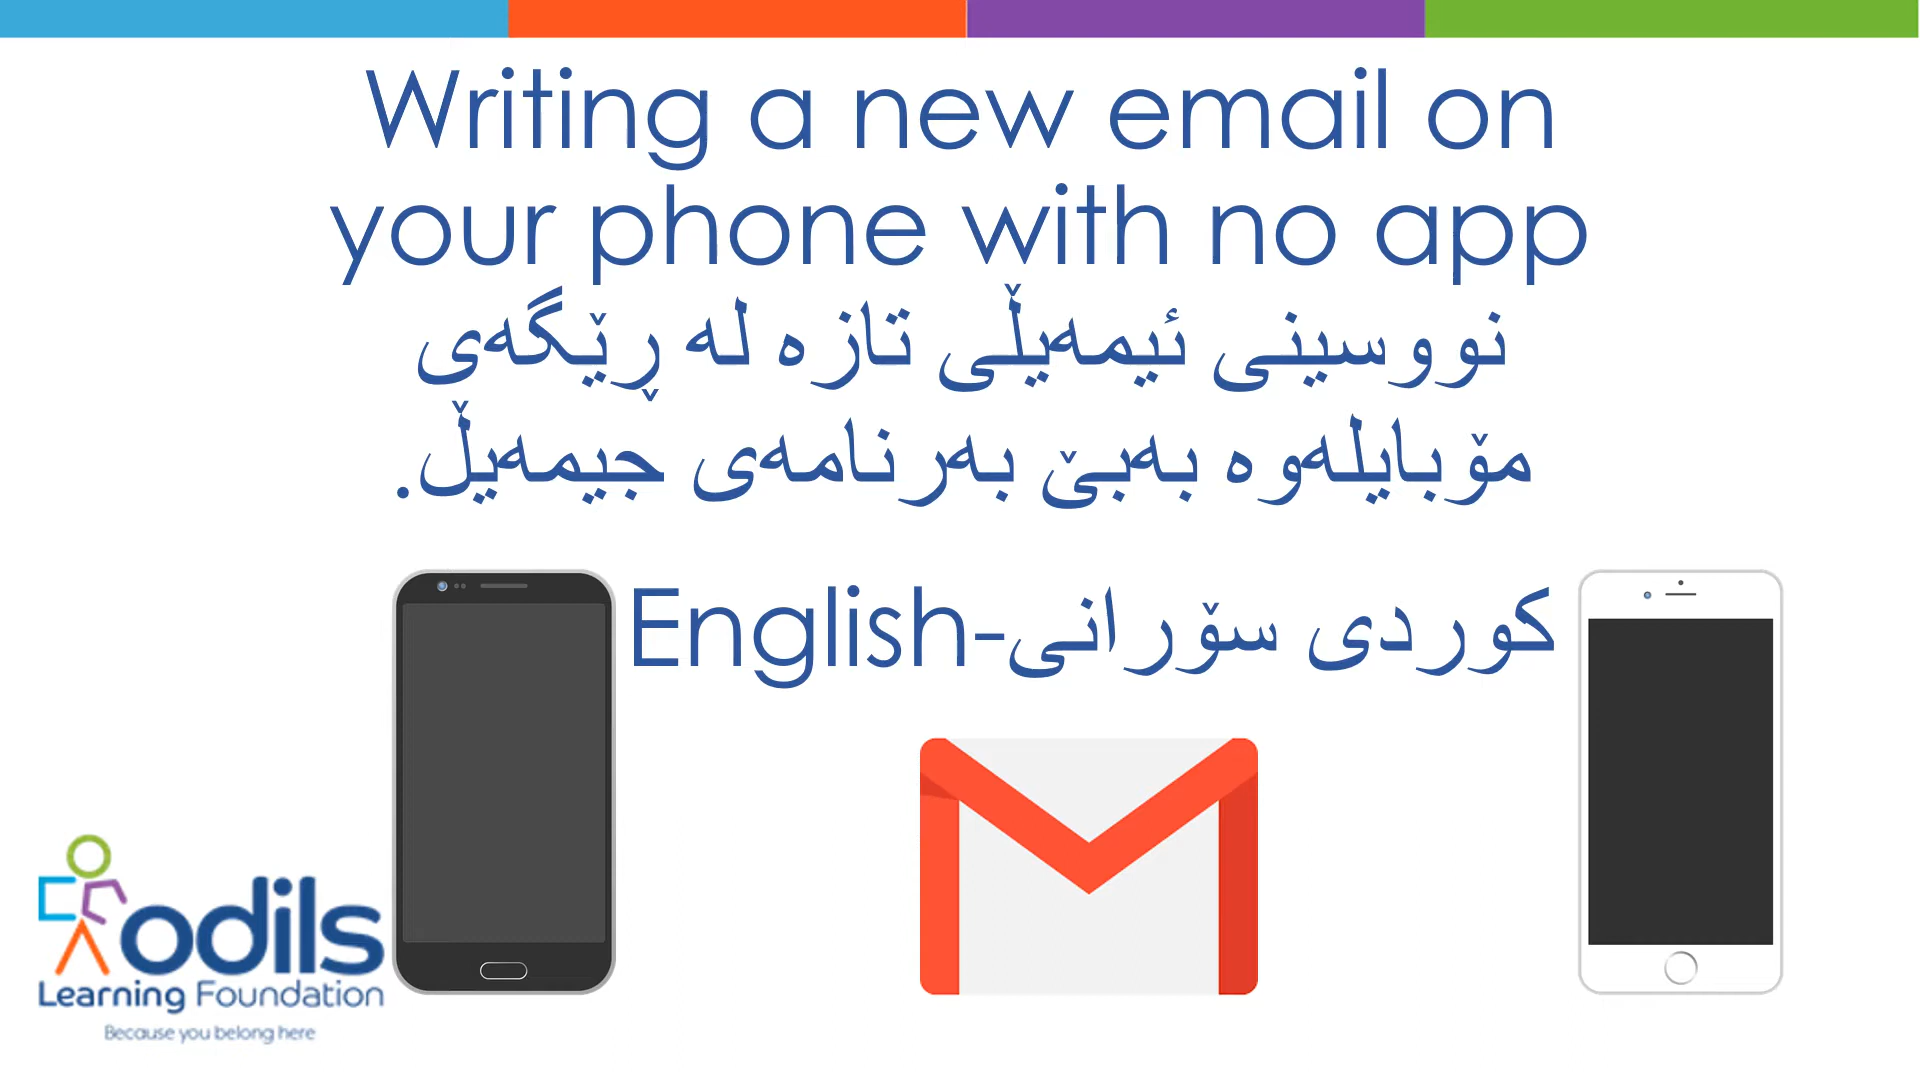 Writing a new email on
your phone with no app
نووسینی ئیمەیڵی تازە لە ڕێگەی
مۆبایلەوە بەبێ بەرنامەی جیمەیڵ.
English-کوردی سۆرانی
odils
Learning Foundation
Because you belong here